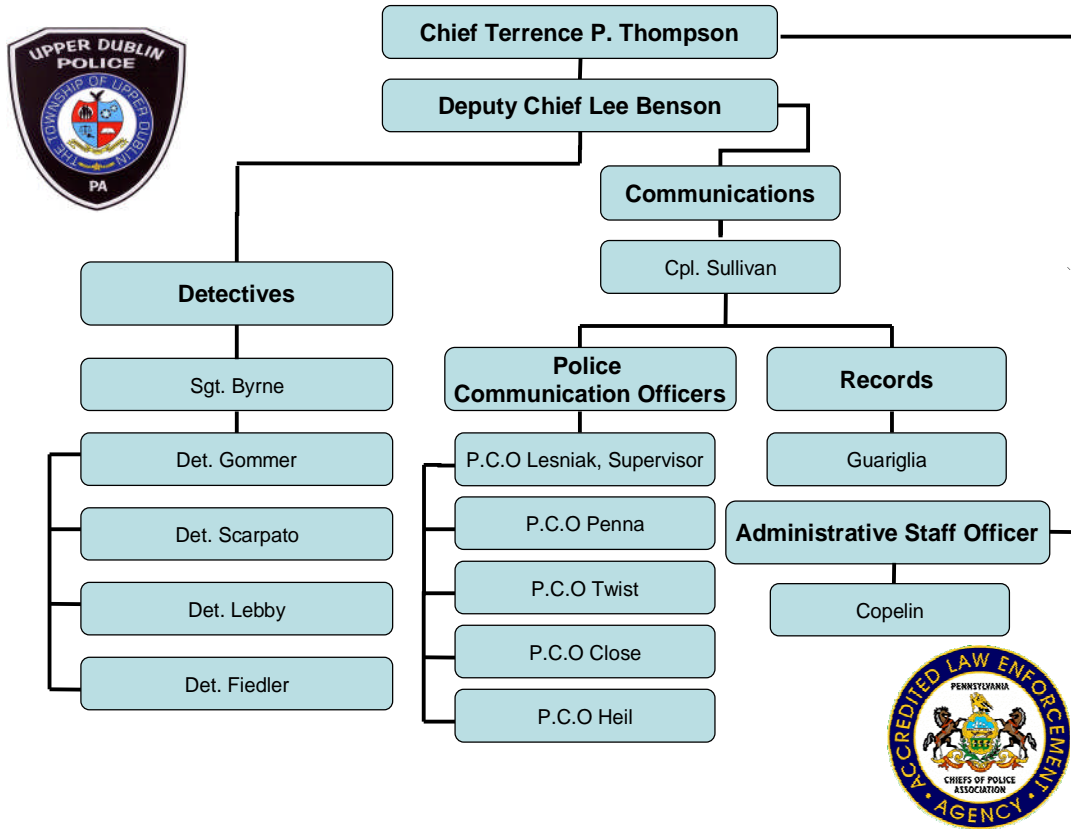 UPPER DUBLIN
POLICE
THE TOWNSHIP OF UPPER DUBLIN
PA
Chief Terrence P. Thompson
Deputy Chief Lee Benson
Communications
Cpl. Sullivan
Detectives
Sgt. Byrne
Det. Gommer
Det. Scarpato
Det. Lebby
Det. Fiedler
Police
Communication Officers
P.C.O Lesniak, Supervisor
P.C.O Penna
P.C.O Twist
P.C.O Close
P.C.O Heil
Records
Guariglia
Administrative Staff Officer
Copelin
ACCREDITED LAW ENFORCEMENT
AGENCY
PENNSYLVANIA
CHIEFS OF POLICE
ASSOCIATION